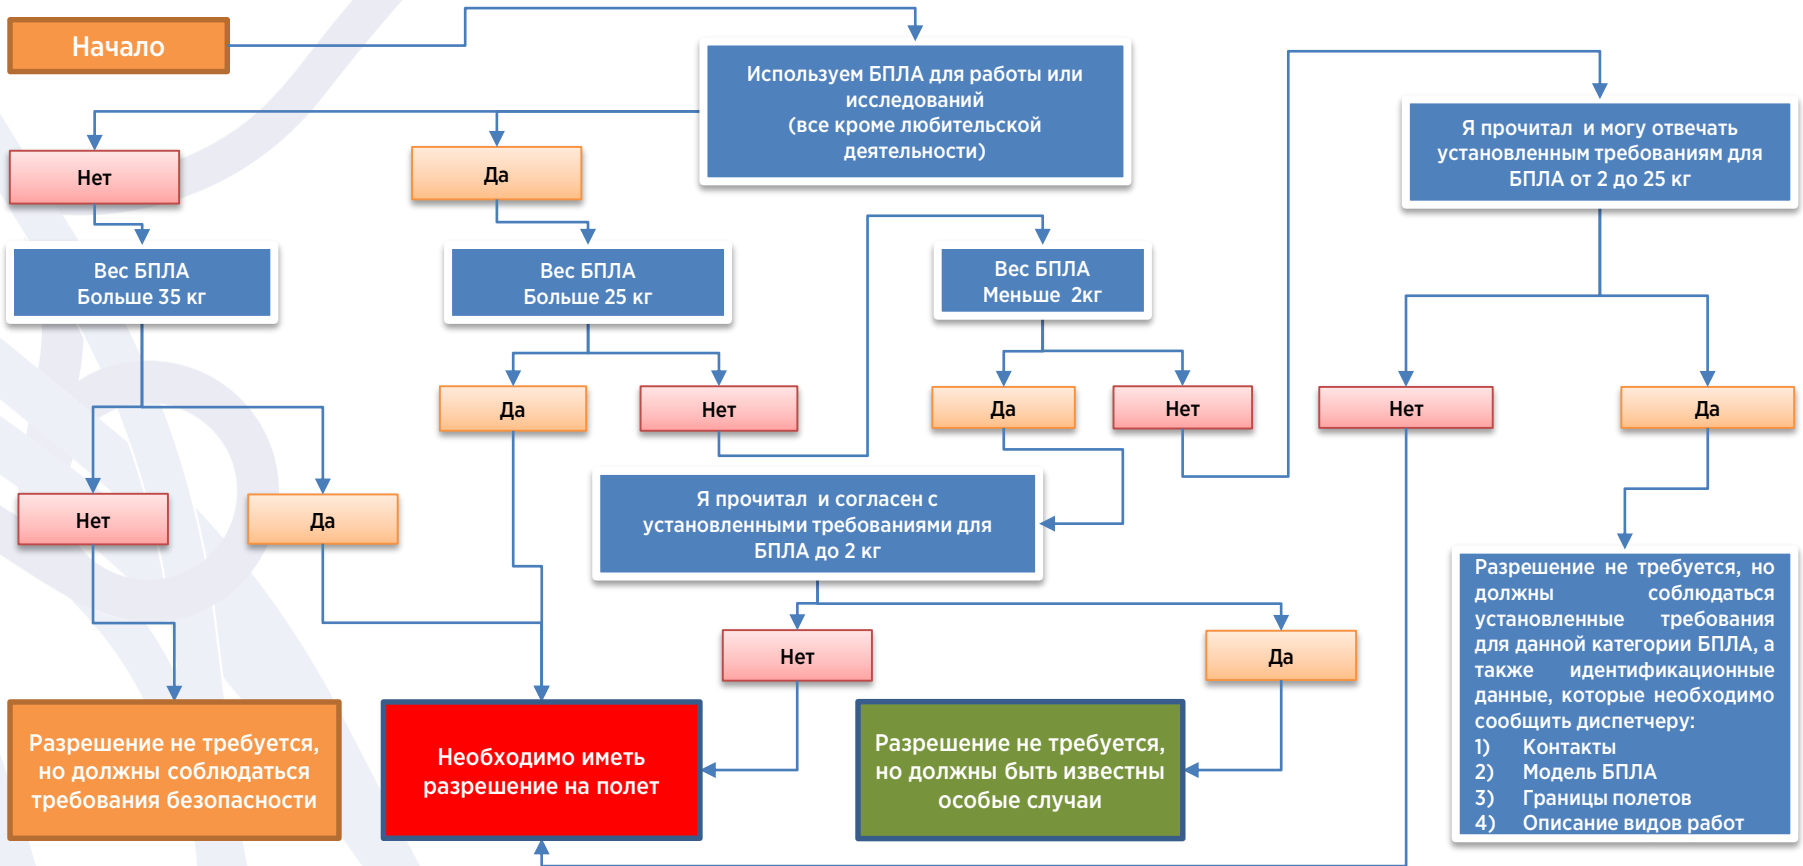 Начало
Используем БПЛА для работы или
исследований
(все кроме любительской
деятельности)
Я прочитал и могу отвечать
установленным требованиям для
БПЛА от 2 до 25 кг
Нет
Да
Вес БПЛА
Больше 35 кг
Вес БПЛА
Больше 25 кг
Вес БПЛА
Меньше 2кг
Да
Нет
Да
Нет
Нет
Да
Нет
Да
Я прочитал и согласен с
установленными требованиями для
БПЛА до 2 кг
Нет
Да
Разрешение не требуется, но
должны соблюдаться
установленные требования
для данной категории БПЛА, а
также идентификационные
данные, которые необходимо
сообщить диспетчеру:
1) Контакты
2) Модель БПЛА
3) Границы полетов
4) Описание видов работ
Разрешение не требуется,
но должны соблюдаться
требования безопасности
Необходимо иметь
разрешение на полет
Разрешение не требуется,
но должны быть известны
особые случаи